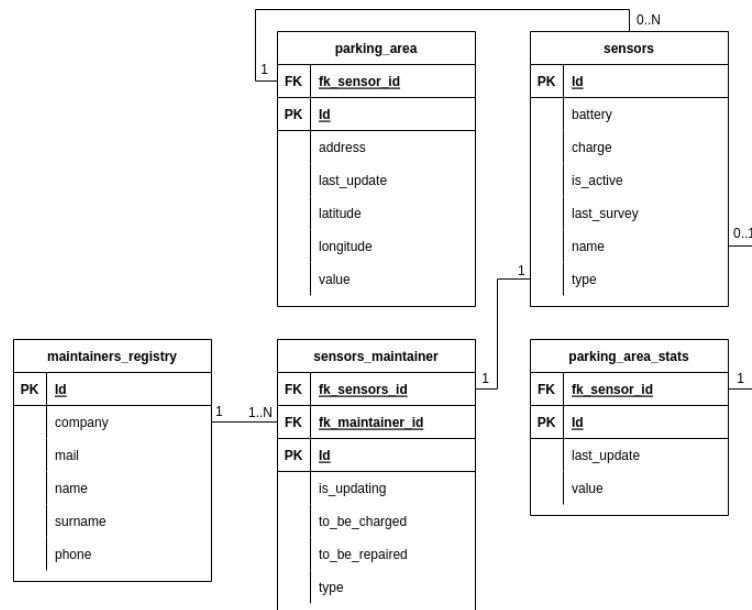 0..N
parking_area
sensors
1
FK fk_sensor_id
PK Id
PK Id
battery
address
charge
last_update
is_active
latitude
last_survey
longitude
name
0..1
value
type
1
maintainers_registry
sensors_maintainer
parking_area_stats
PK Id
FK fk_sensors_id
1
FK fk_sensor_id
1
company
1
1..N
FK fk_maintainer_id
PK Id
mail
PK Id
last_update
name
is_updating
value
surname
to_be_charged
phone
to_be_repaired
type